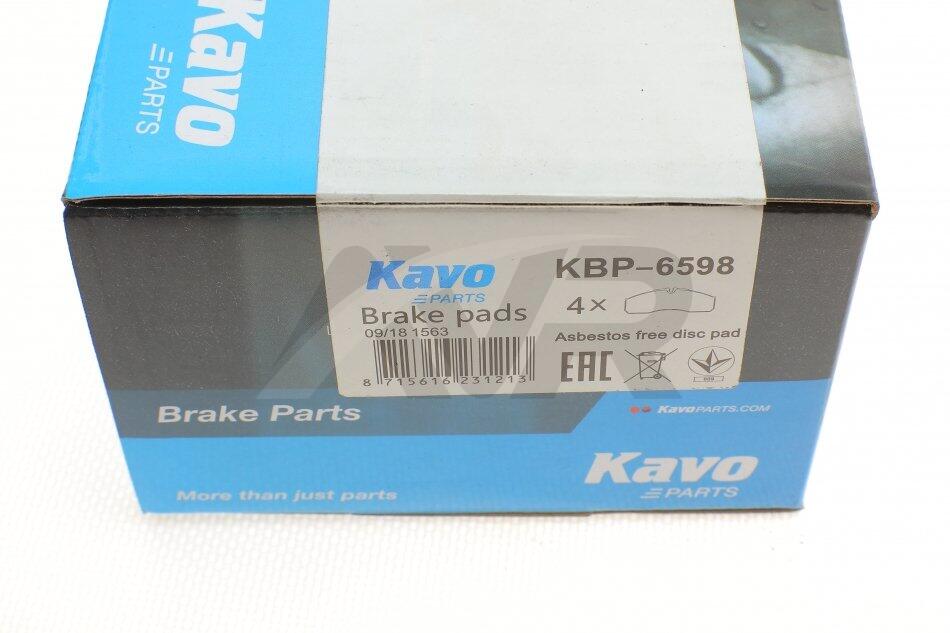 Kavo
PARTS
Kavo
PARTS
Brake pads
09/18 1563
8 715616 231213
KBP-6598
4x
Asbestos free disc pad
EAC
Brake Parts
KavoPARTS.COM
Kavo
PARTS
More than just parts